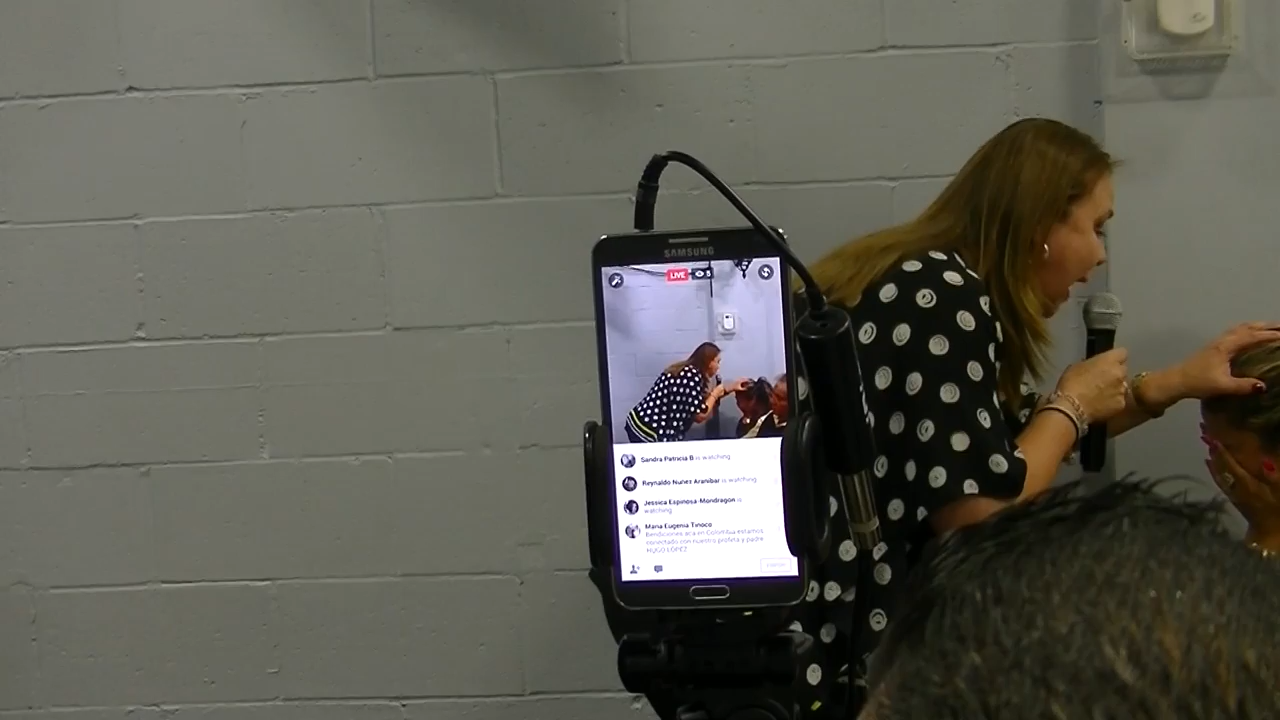 SAMSUNG
LIVE 5
Sandra Patricia B is watching
Reynaldo Nuñez Aranibar is watching
Jessica Espinosa-Mondragon is
watching
Maria Eugenia Tinoco
Bendiciones aca en Colombia estamos
conectado con nuestro profeta y padre
HUGO LOPEZ